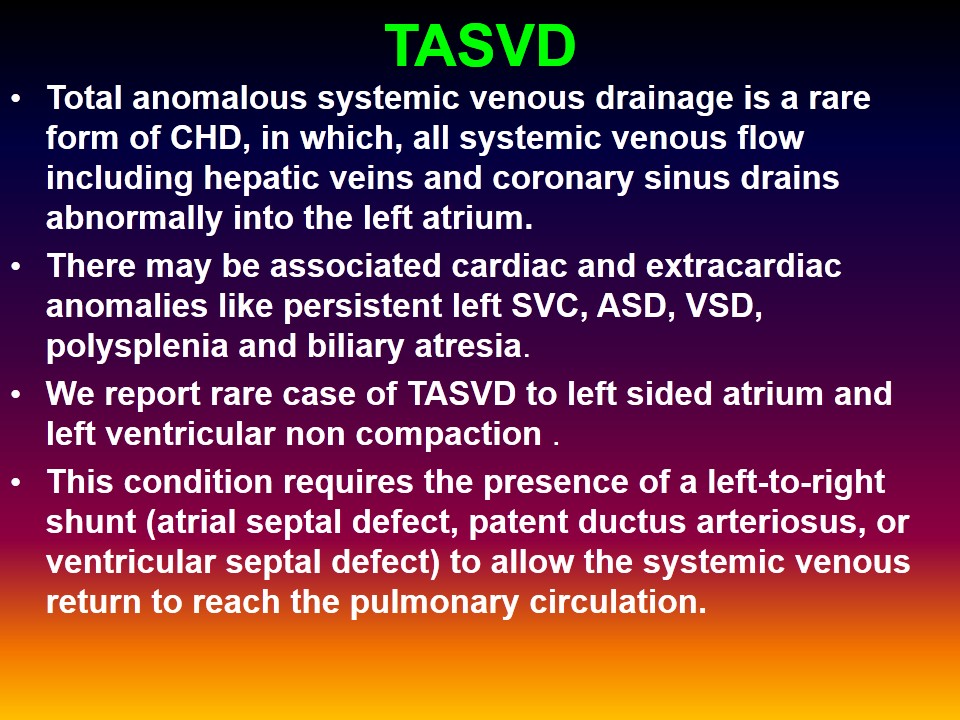 TASVD
• Total anomalous systemic venous drainage is a rare
form of CHD, in which, all systemic venous flow
including hepatic veins and coronary sinus drains
abnormally into the left atrium.
• There may be associated cardiac and extracardiac
anomalies like persistent left SVC, ASD, VSD,
polysplenia and biliary atresia.
• We report rare case of TASVD to left sided atrium and
left ventricular non compaction .
• This condition requires the presence of a left-to-right
shunt (atrial septal defect, patent ductus arteriosus, or
ventricular septal defect) to allow the systemic venous
return to reach the pulmonary circulation.